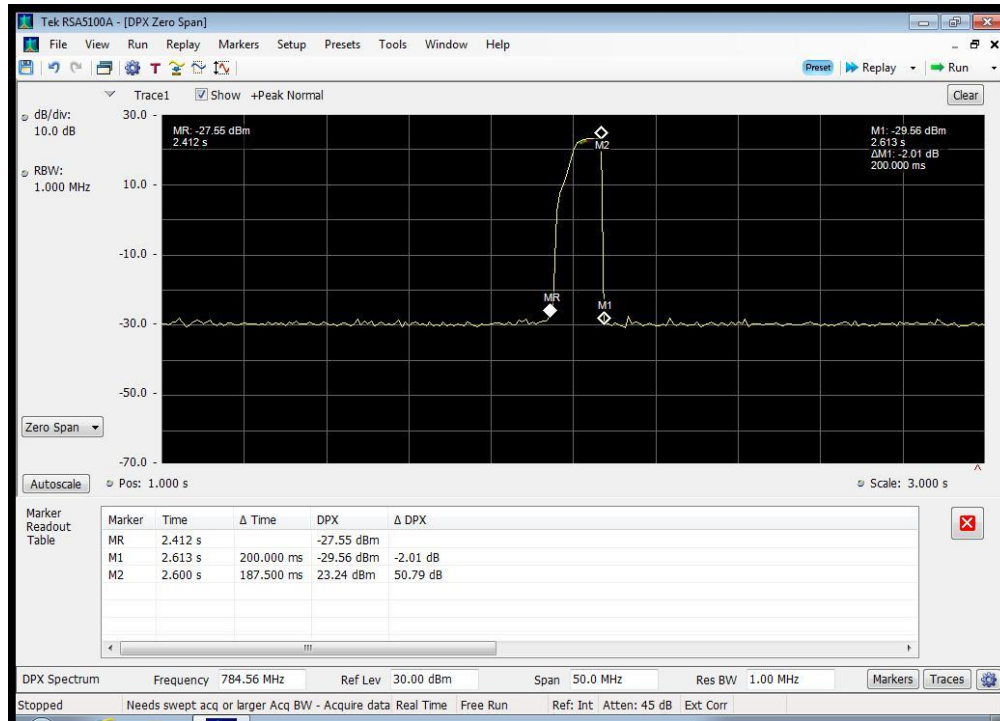 Tek RSA5100A - [DPX Zero Span]
File View Run Replay Markers Setup Presets Tools Window Help
Preset Replay Run
Trace1 Show +Peak Normal Clear
dB/div:
10.0 dB
RBW:
1.000 MHz
30.0
10.0
-10.0
-30.0
-50.0
-70.0
MR: -27.55 dBm
2.412 s
M1: -29.56 dBm
2.613 s
ΔM1: -2.01 dB
200.000 ms
M2
MR
M1
Zero Span
Autoscale Pos: 1.000 s Scale: 3.000 s
Marker
Readout
Table
Marker Time Δ Time DPX Δ DPX
MR 2.412 s -27.55 dBm
M1 2.613 s 200.000 ms -29.56 dBm -2.01 dB
M2 2.600 s 187.500 ms 23.24 dBm 50.79 dB
DPX Spectrum Frequency 784.56 MHz Ref Lev 30.00 dBm Span 50.0 MHz Res BW 1.00 MHz Markers Traces
Stopped Needs swept acq or larger Acq BW - Acquire data Real Time Free Run Ref: Int Atten: 45 dB Ext Corr